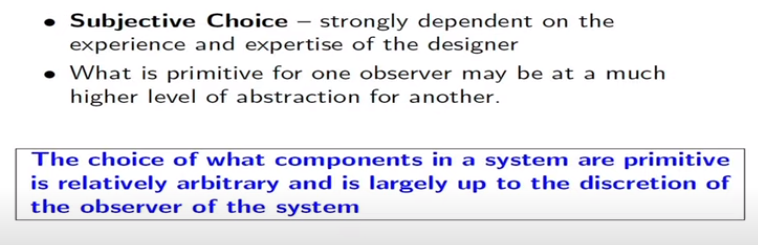 • Subjective Choice – strongly dependent on the
experience and expertise of the designer
• What is primitive for one observer may be at a much
higher level of abstraction for another.
The choice of what components in a system are primitive
is relatively arbitrary and is largely up to the discretion of
the observer of the system